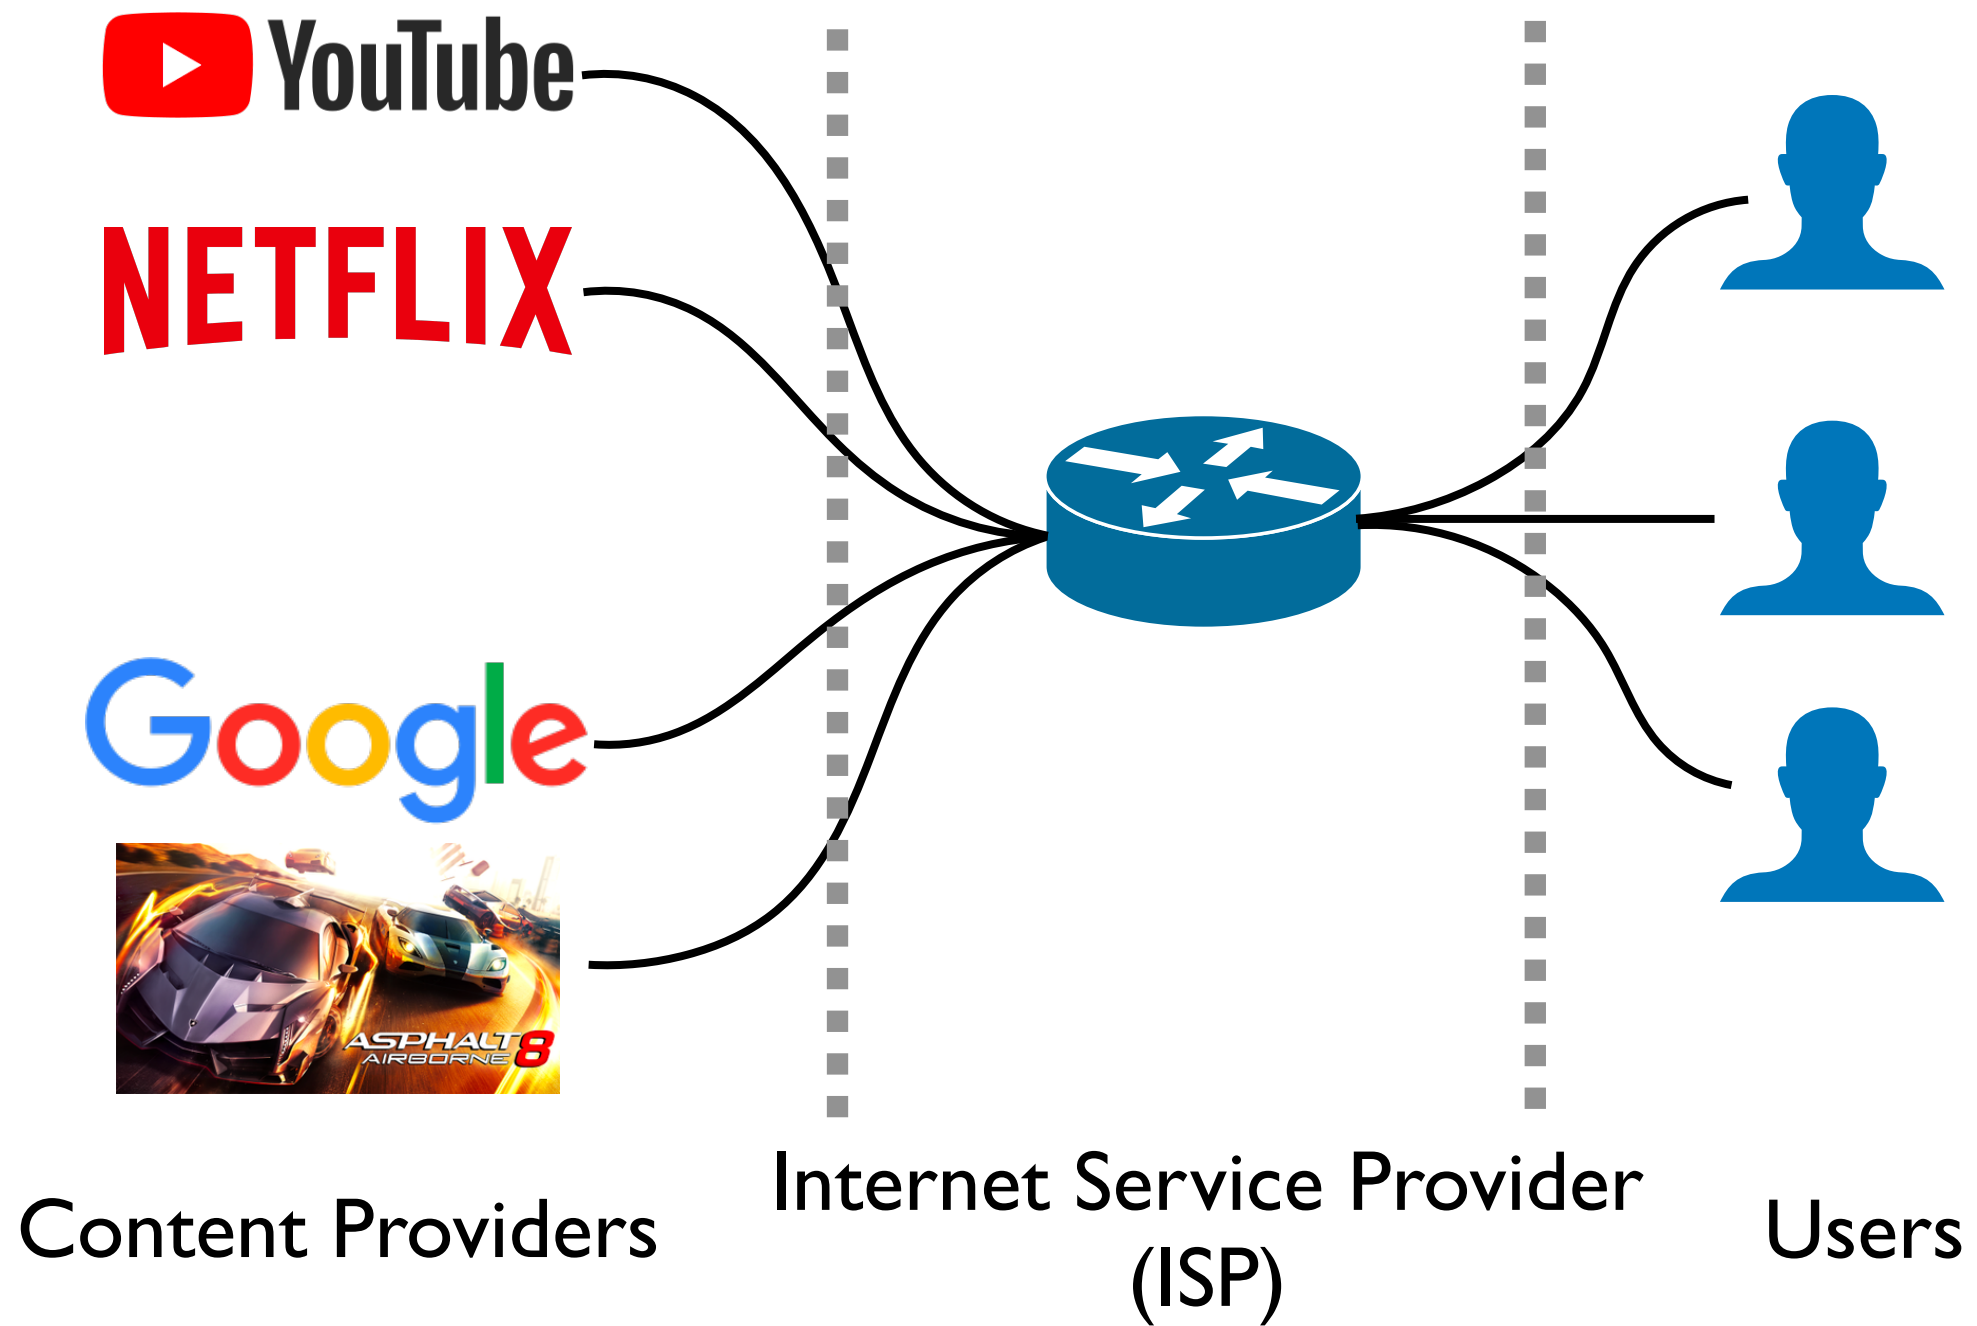 YouTube
NETFLIX
Google
ASPHALT 8
AIRBORNE
Content Providers
Internet Service Provider
(ISP)
Users